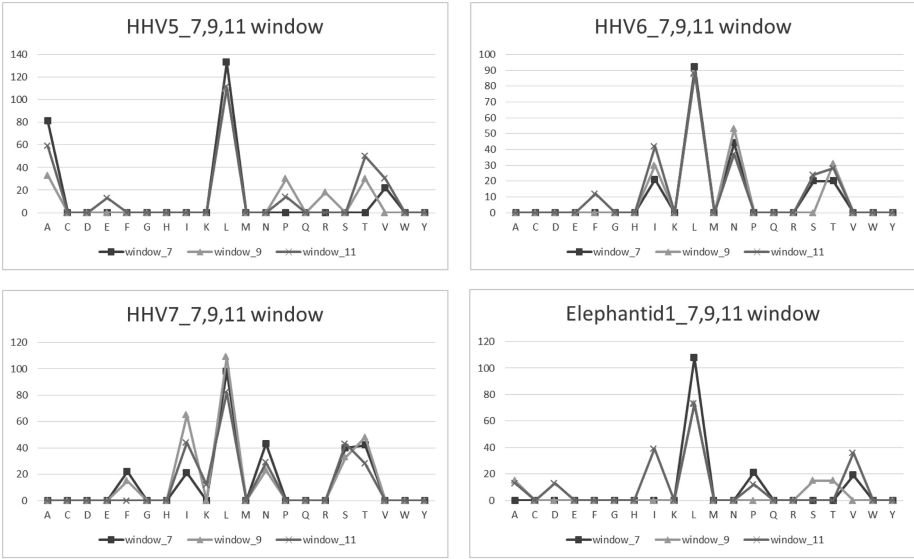 HHV5_7,9,11 window
140
120
100
80
60
40
20
0
A C D E F G H I K L M N P Q R S T V W Y
window_7 window_9 window_11
HHV6_7,9,11 window
100
90
80
70
60
50
40
30
20
10
0
A C D E F G H I K L M N P Q R S T V W Y
window_7 window_9 window_11
HHV7_7,9,11 window
120
100
80
60
40
20
0
A C D E F G H I K L M N P Q R S T V W Y
window_7 window_9 window_11
Elephantid1_7,9,11 window
120
100
80
60
40
20
0
A C D E F G H I K L M N P Q R S T V W Y
window_7 window_9 window_11